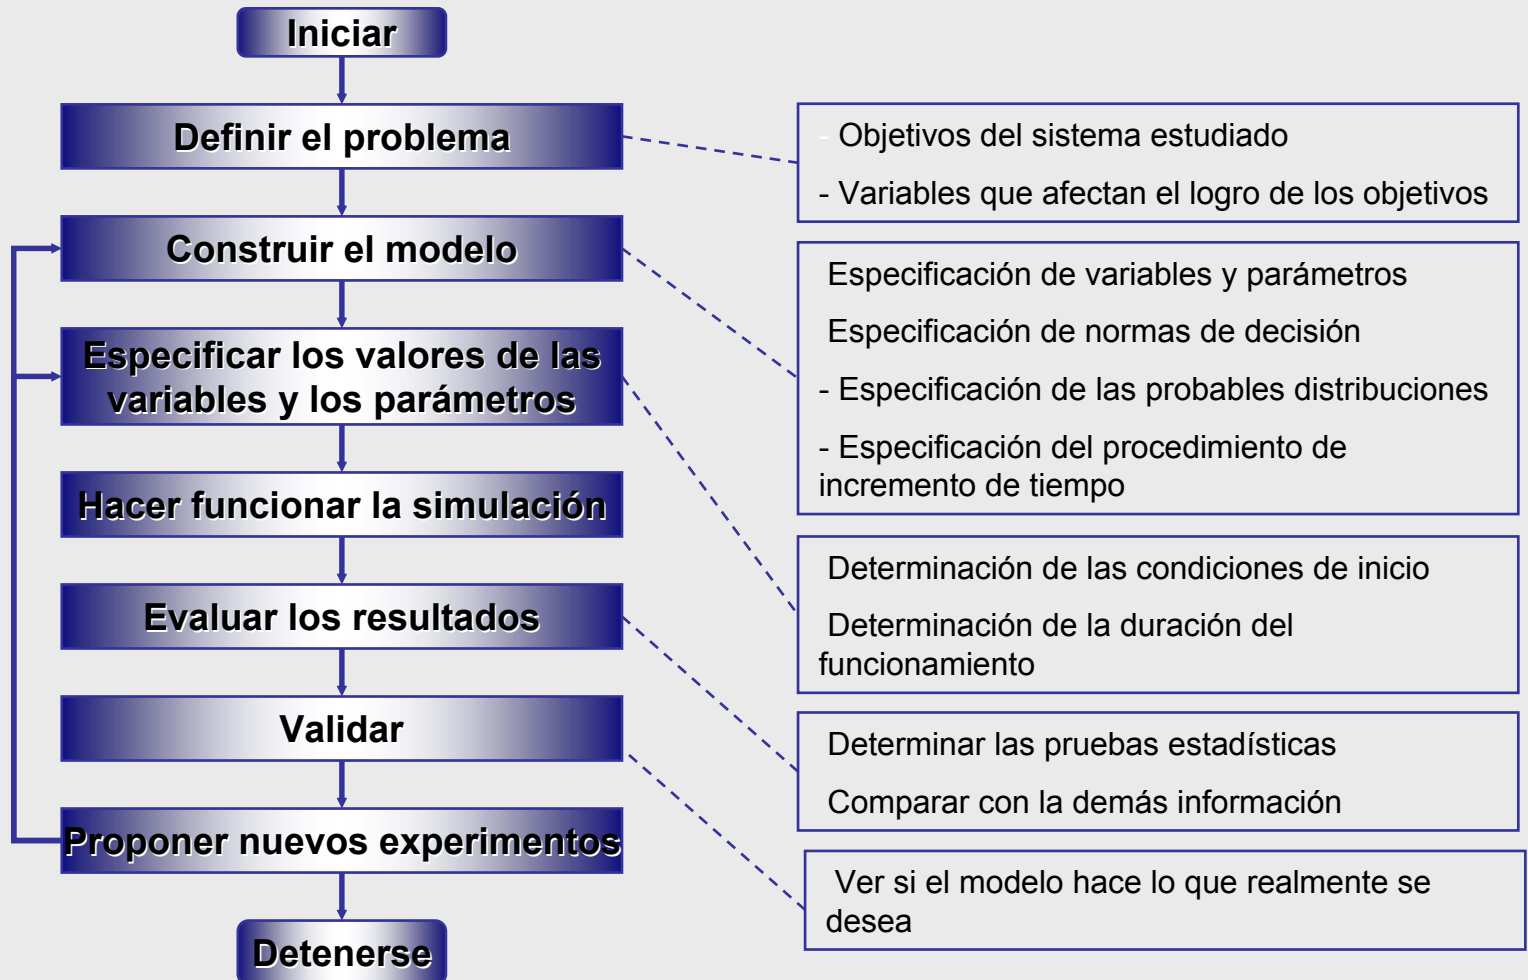 Iniciar
Definir el problema
- Objetivos del sistema estudiado
- Variables que afectan el logro de los objetivos
Construir el modelo
Especificación de variables y parámetros
Especificación de normas de decisión
- Especificación de las probables distribuciones
- Especificación del procedimiento de
incremento de tiempo
Especificar los valores de las
variables y los parámetros
Determinación de las condiciones de inicio
Determinación de la duración del
funcionamiento
Hacer funcionar la simulación
Evaluar los resultados
Determinar las pruebas estadísticas
Comparar con la demás información
Validar
Ver si el modelo hace lo que realmente se
desea
Proponer nuevos experimentos
Detenerse